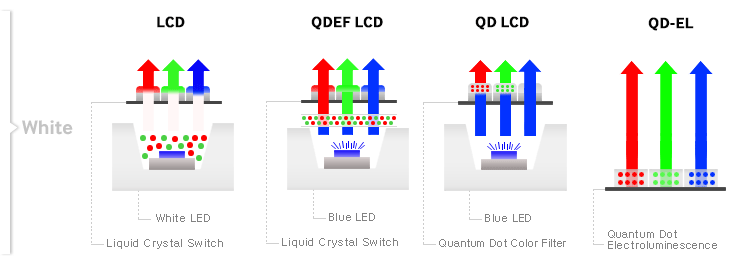 LCD
QDEF LCD
QD LCD
QD-EL
White
White LED
Liquid Crystal Switch
Blue LED
Liquid Crystal Switch
Blue LED
Quantum Dot Color Filter
Quantum Dot
Electroluminescence